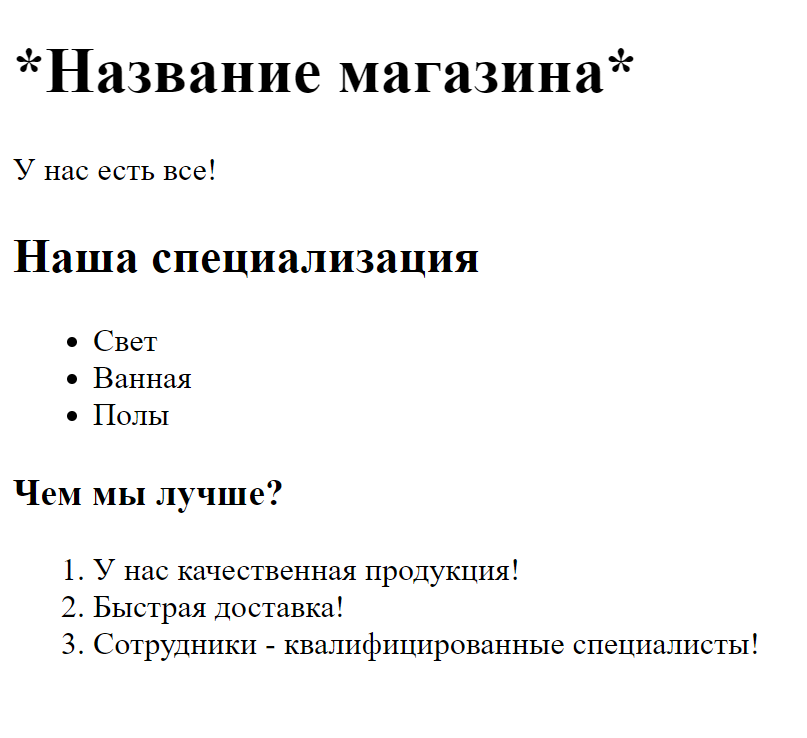 *Название магазина*
У нас есть все!
Наша специализация
• Свет
• Ванная
• Полы
Чем мы лучше?
1. У нас качественная продукция!
2. Быстрая доставка!
3. Сотрудники - квалифицированные специалисты!